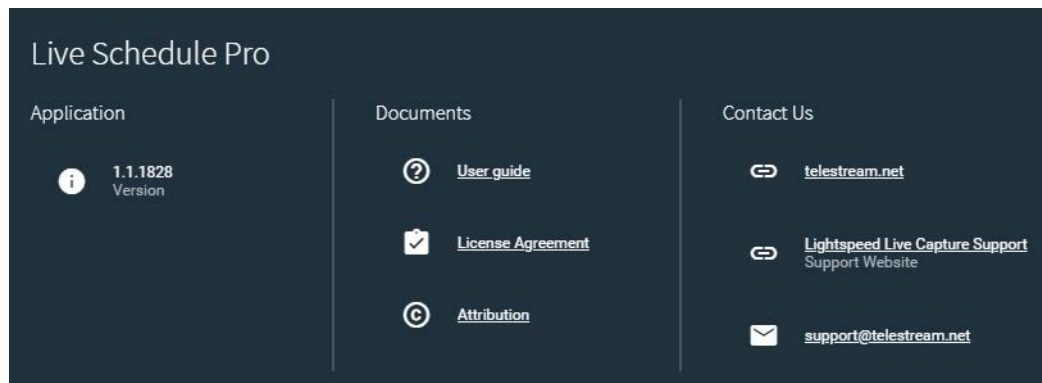 Live Schedule Pro
Application
1.1.1828
Version
Documents
User guide
License Agreement
Attribution
Contact Us
telestream.net
Lightspeed Live Capture Support
Support Website
support@telestream.net